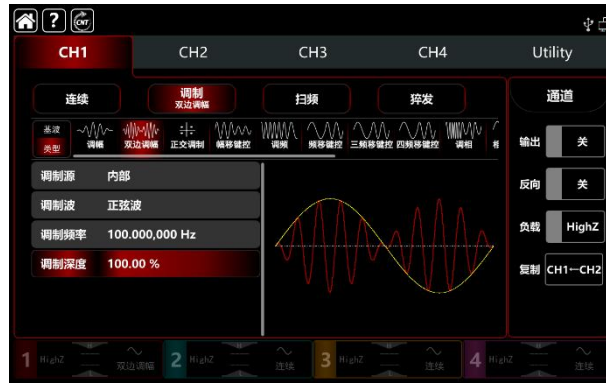 ? CNT
CH1 CH2 CH3 CH4 Utility
连续 调制 扫频 猝发 通道
双边调幅
基波
类型 调幅 双边调幅 正交调制 幅移键控 调频 频移键控 三频移键控 四频移键控 调相
输出 关
调制源 内部
反向 关
调制波 正弦波
负载 HighZ
调制频率 100.000,000 Hz
调制深度 100.00 %
复制 CH1←CH2
1 HighZ 双边调幅 2 HighZ 连续 3 HighZ 连续 4 HighZ 连续